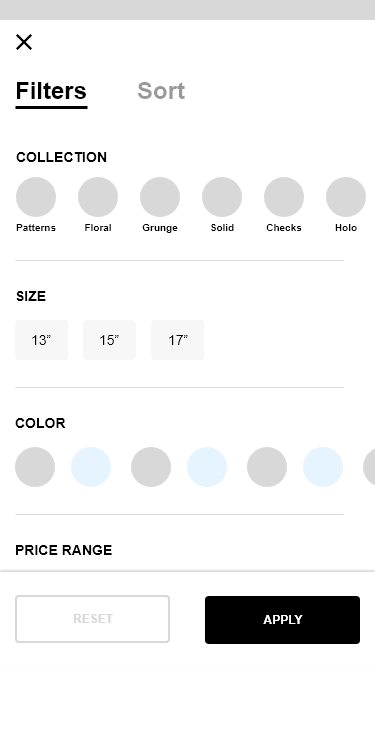 Filters Sort
COLLECTION
Patterns Floral Grunge Solid Checks Holo
SIZE
13” 15” 17”
COLOR
PRICE RANGE
RESET APPLY